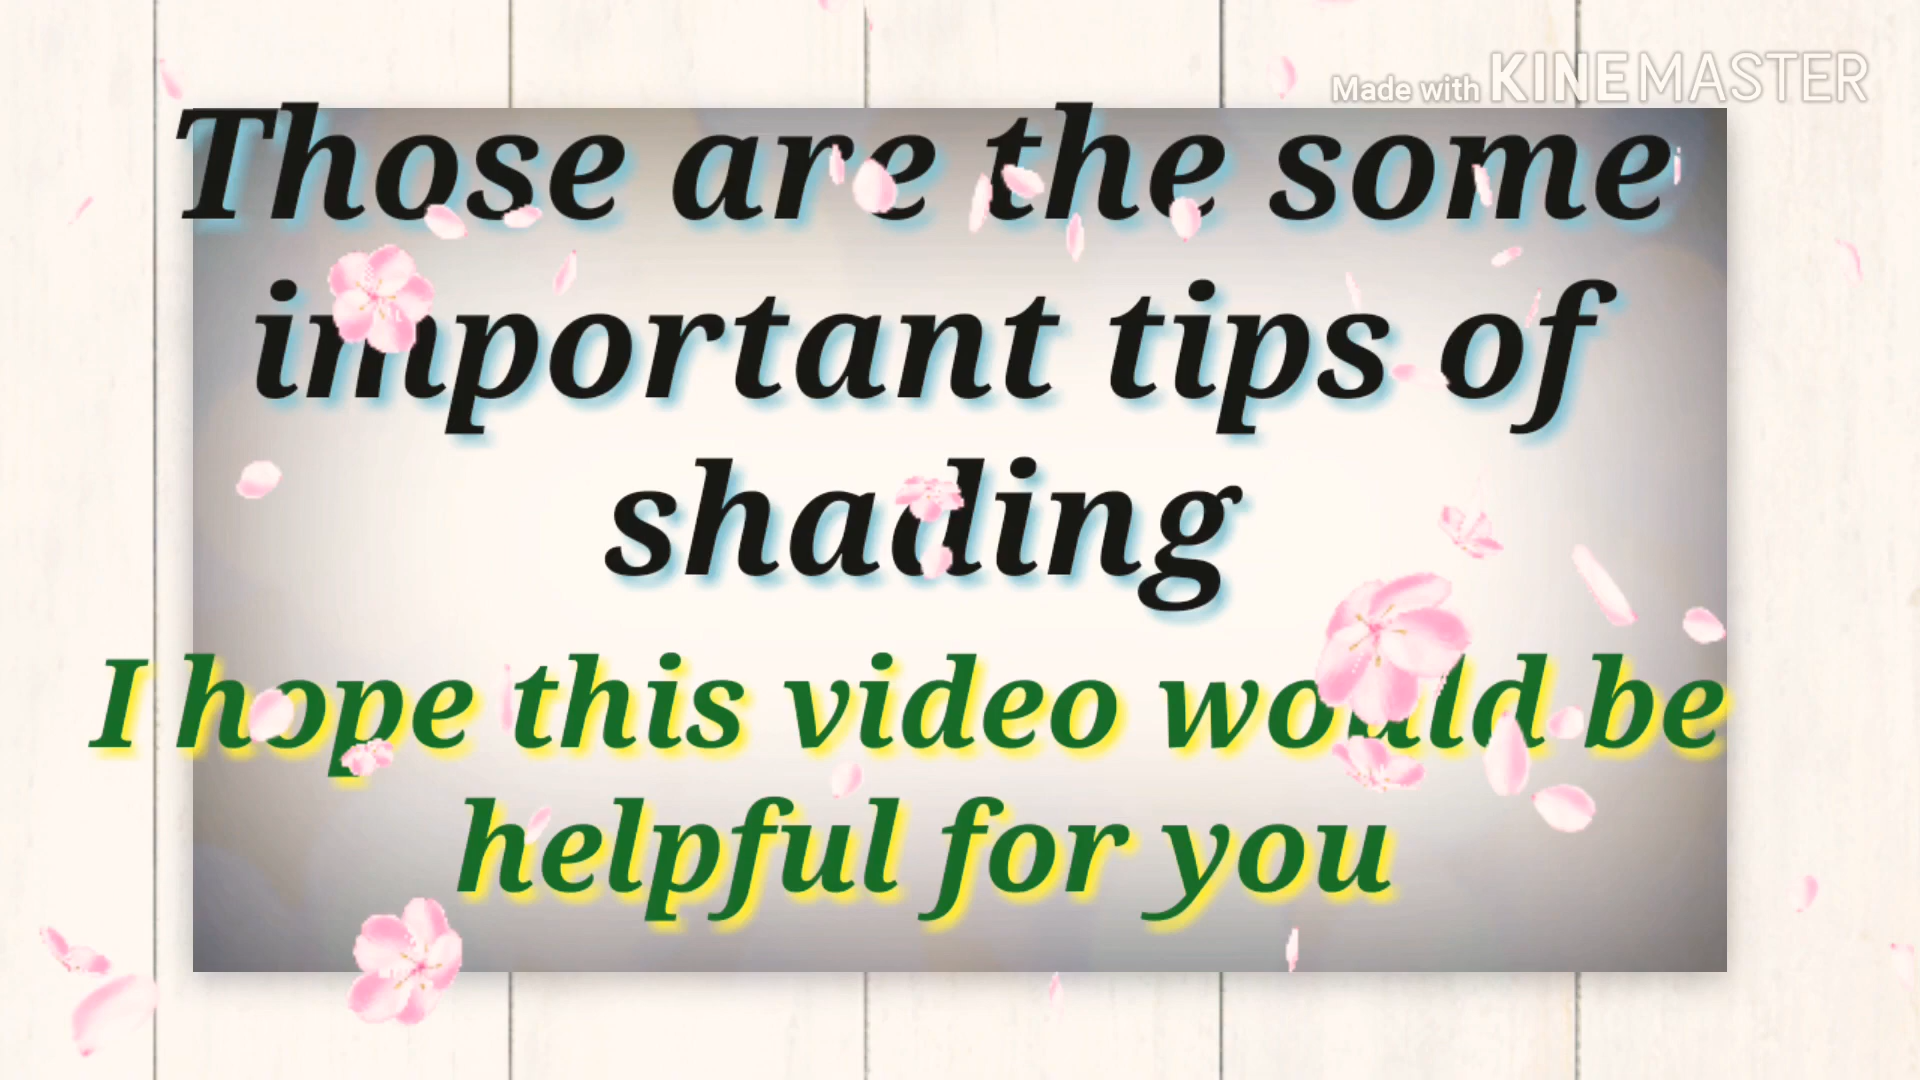 Made with KINEMASTER
Those are the some
important tips of
shading
I hope this video would be
helpful for you